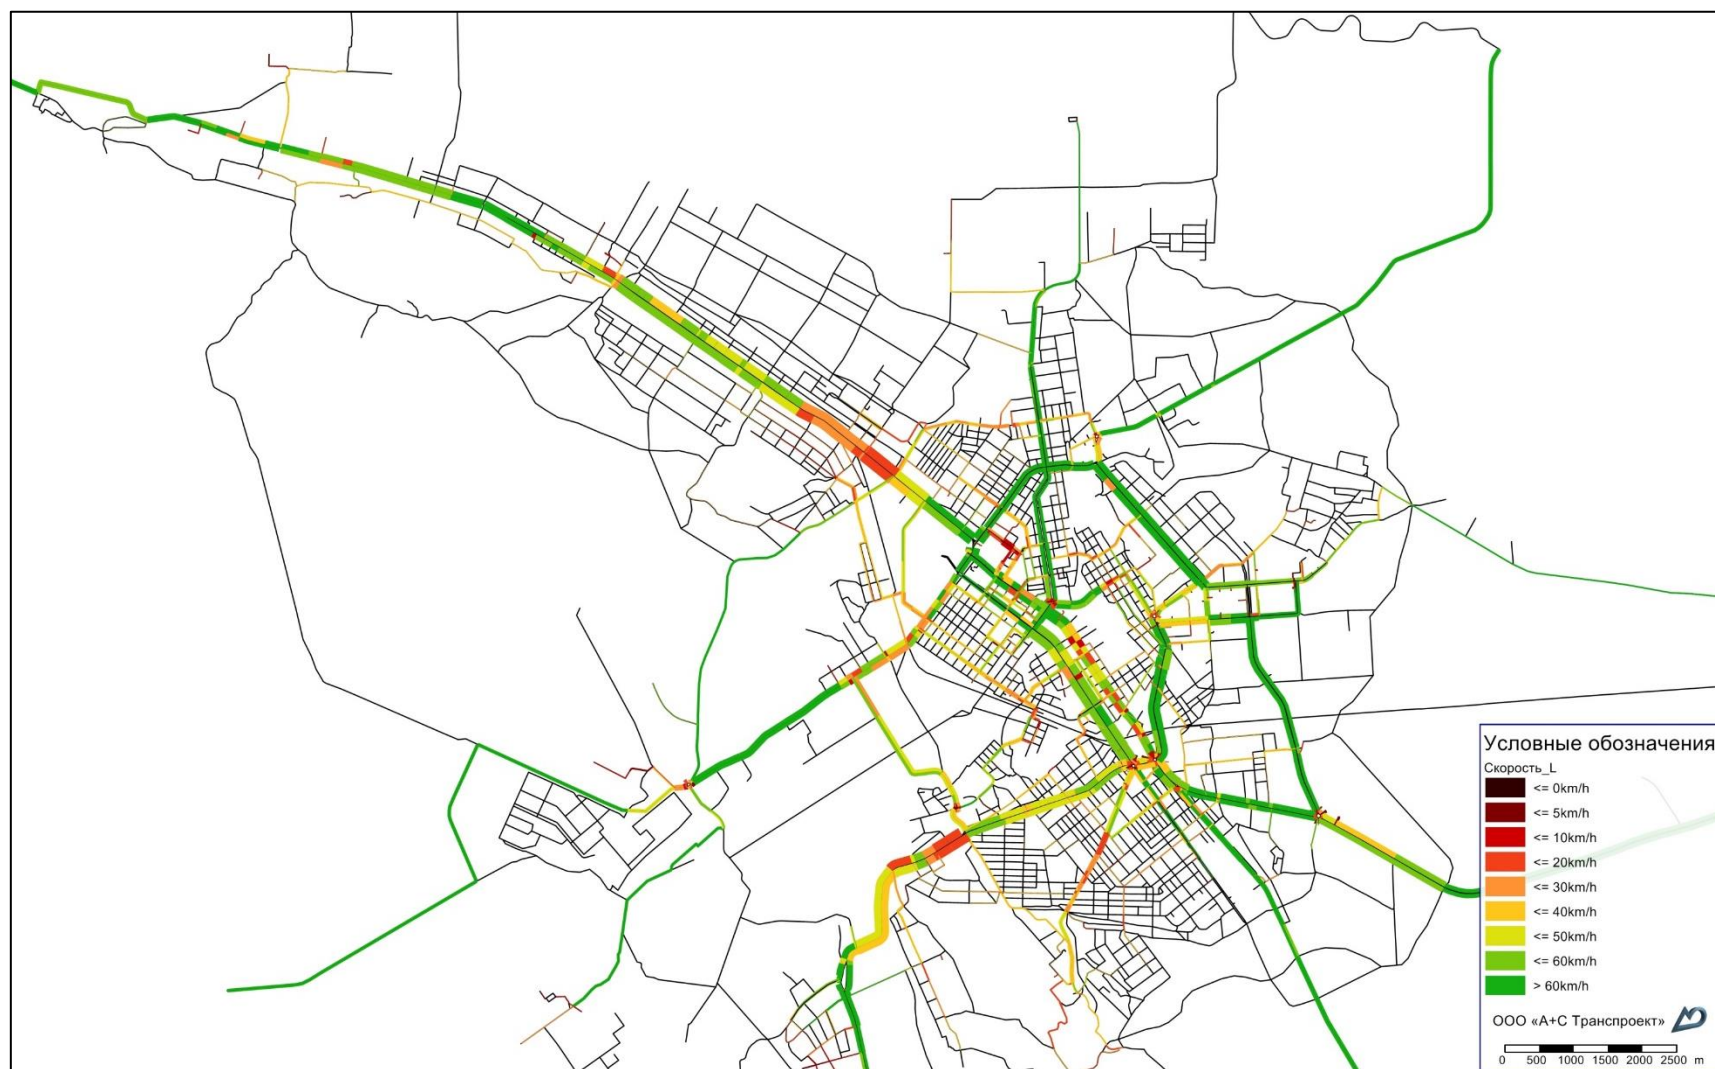 Условные обозначения
Скорость_L
<= 0km/h
<= 5km/h
<= 10km/h
<= 20km/h
<= 30km/h
<= 40km/h
<= 50km/h
<= 60km/h
> 60km/h
ООО «А+С Транспроект»
0 500 1000 1500 2000 2500 m